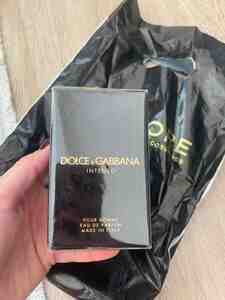 DOLCE & GABBANA
INTENSO
POUR HOMME
EAU DE PARFUM
MADE IN ITALY